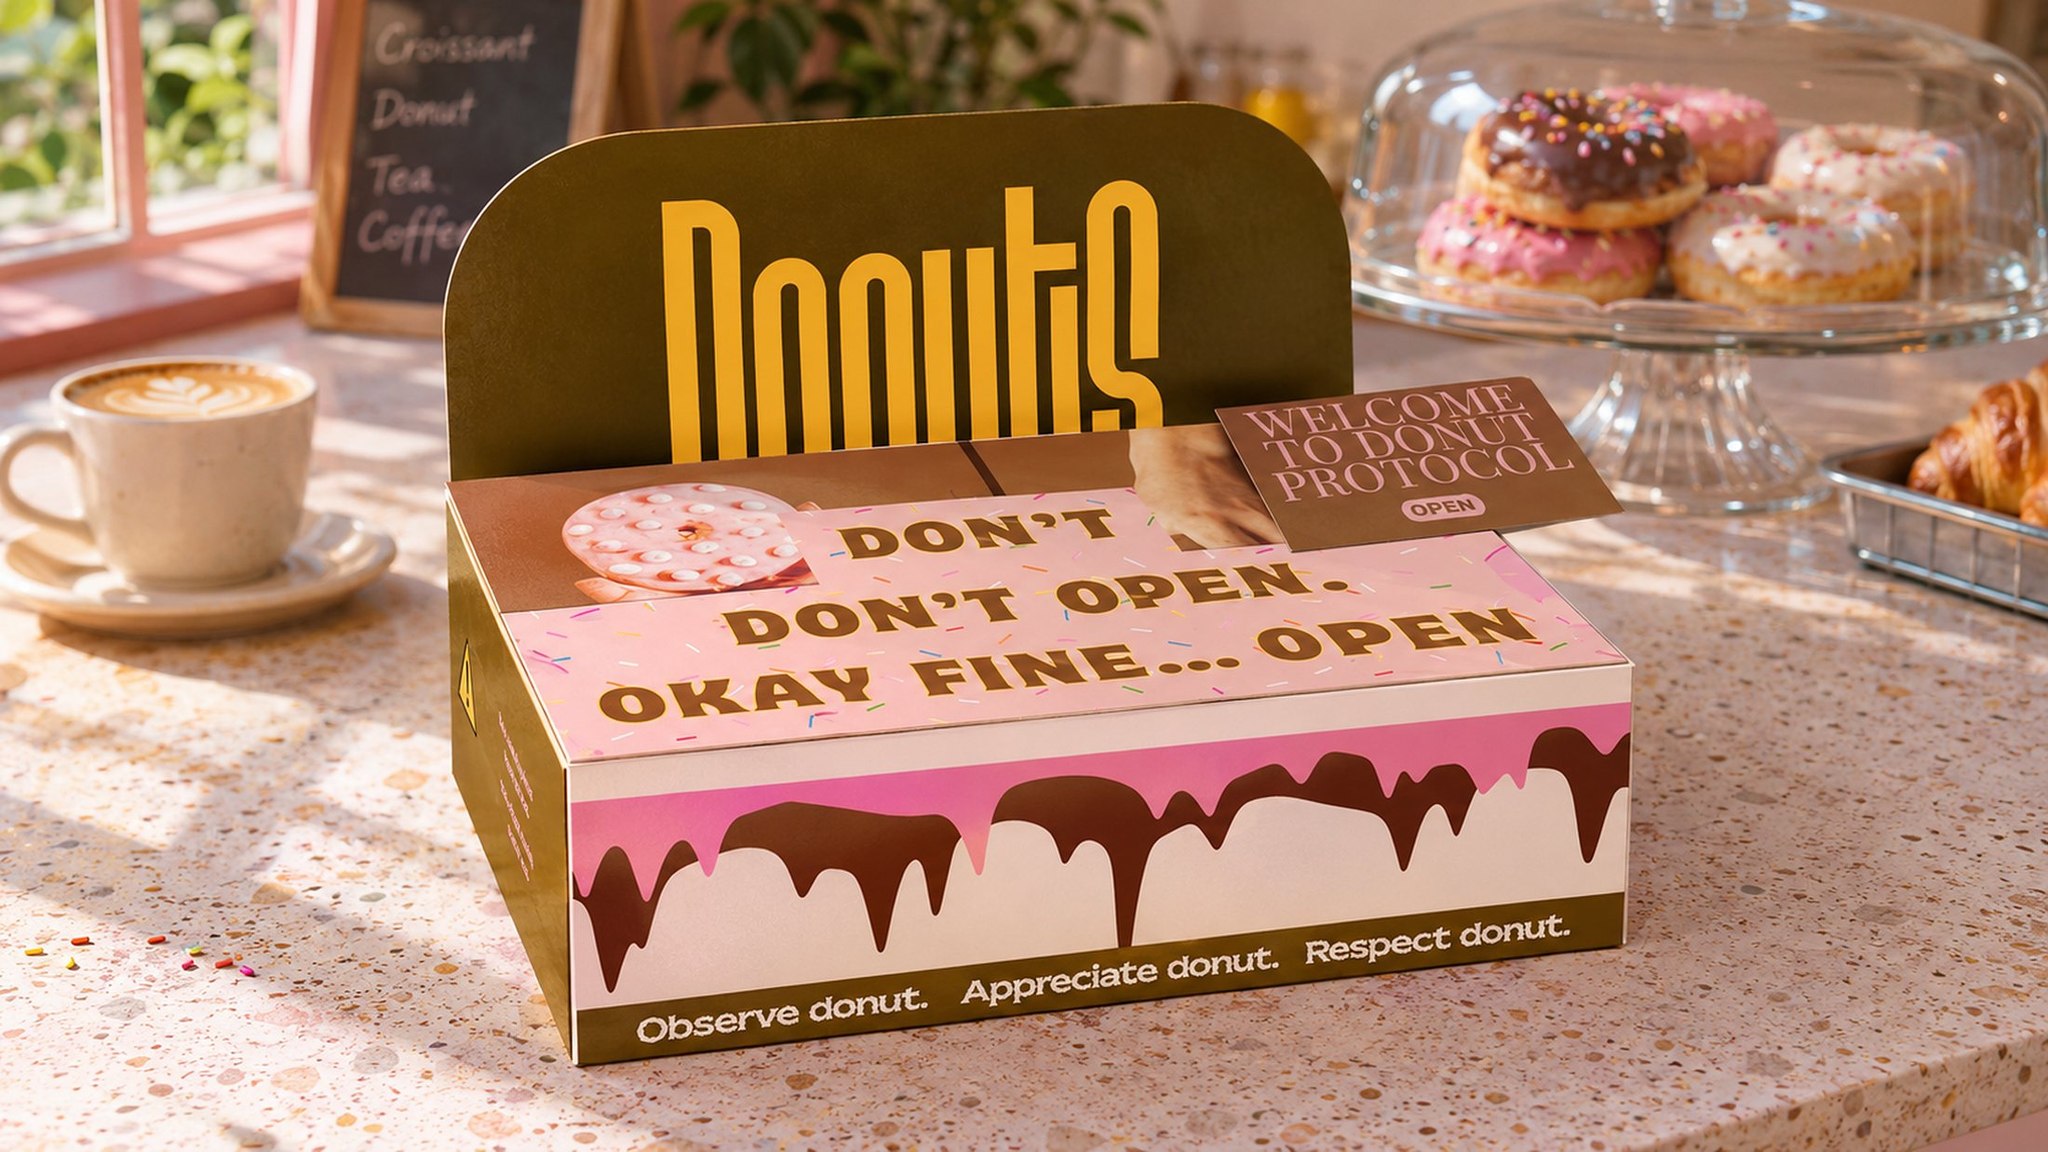 Croissant
Donut
Tea
Coffee
Donuts
WELCOME
TO DONUT
PROTOCOL
OPEN
DON'T
DON'T OPEN.
OKAY FINE... OPEN
Observe donut. Appreciate donut. Respect donut.